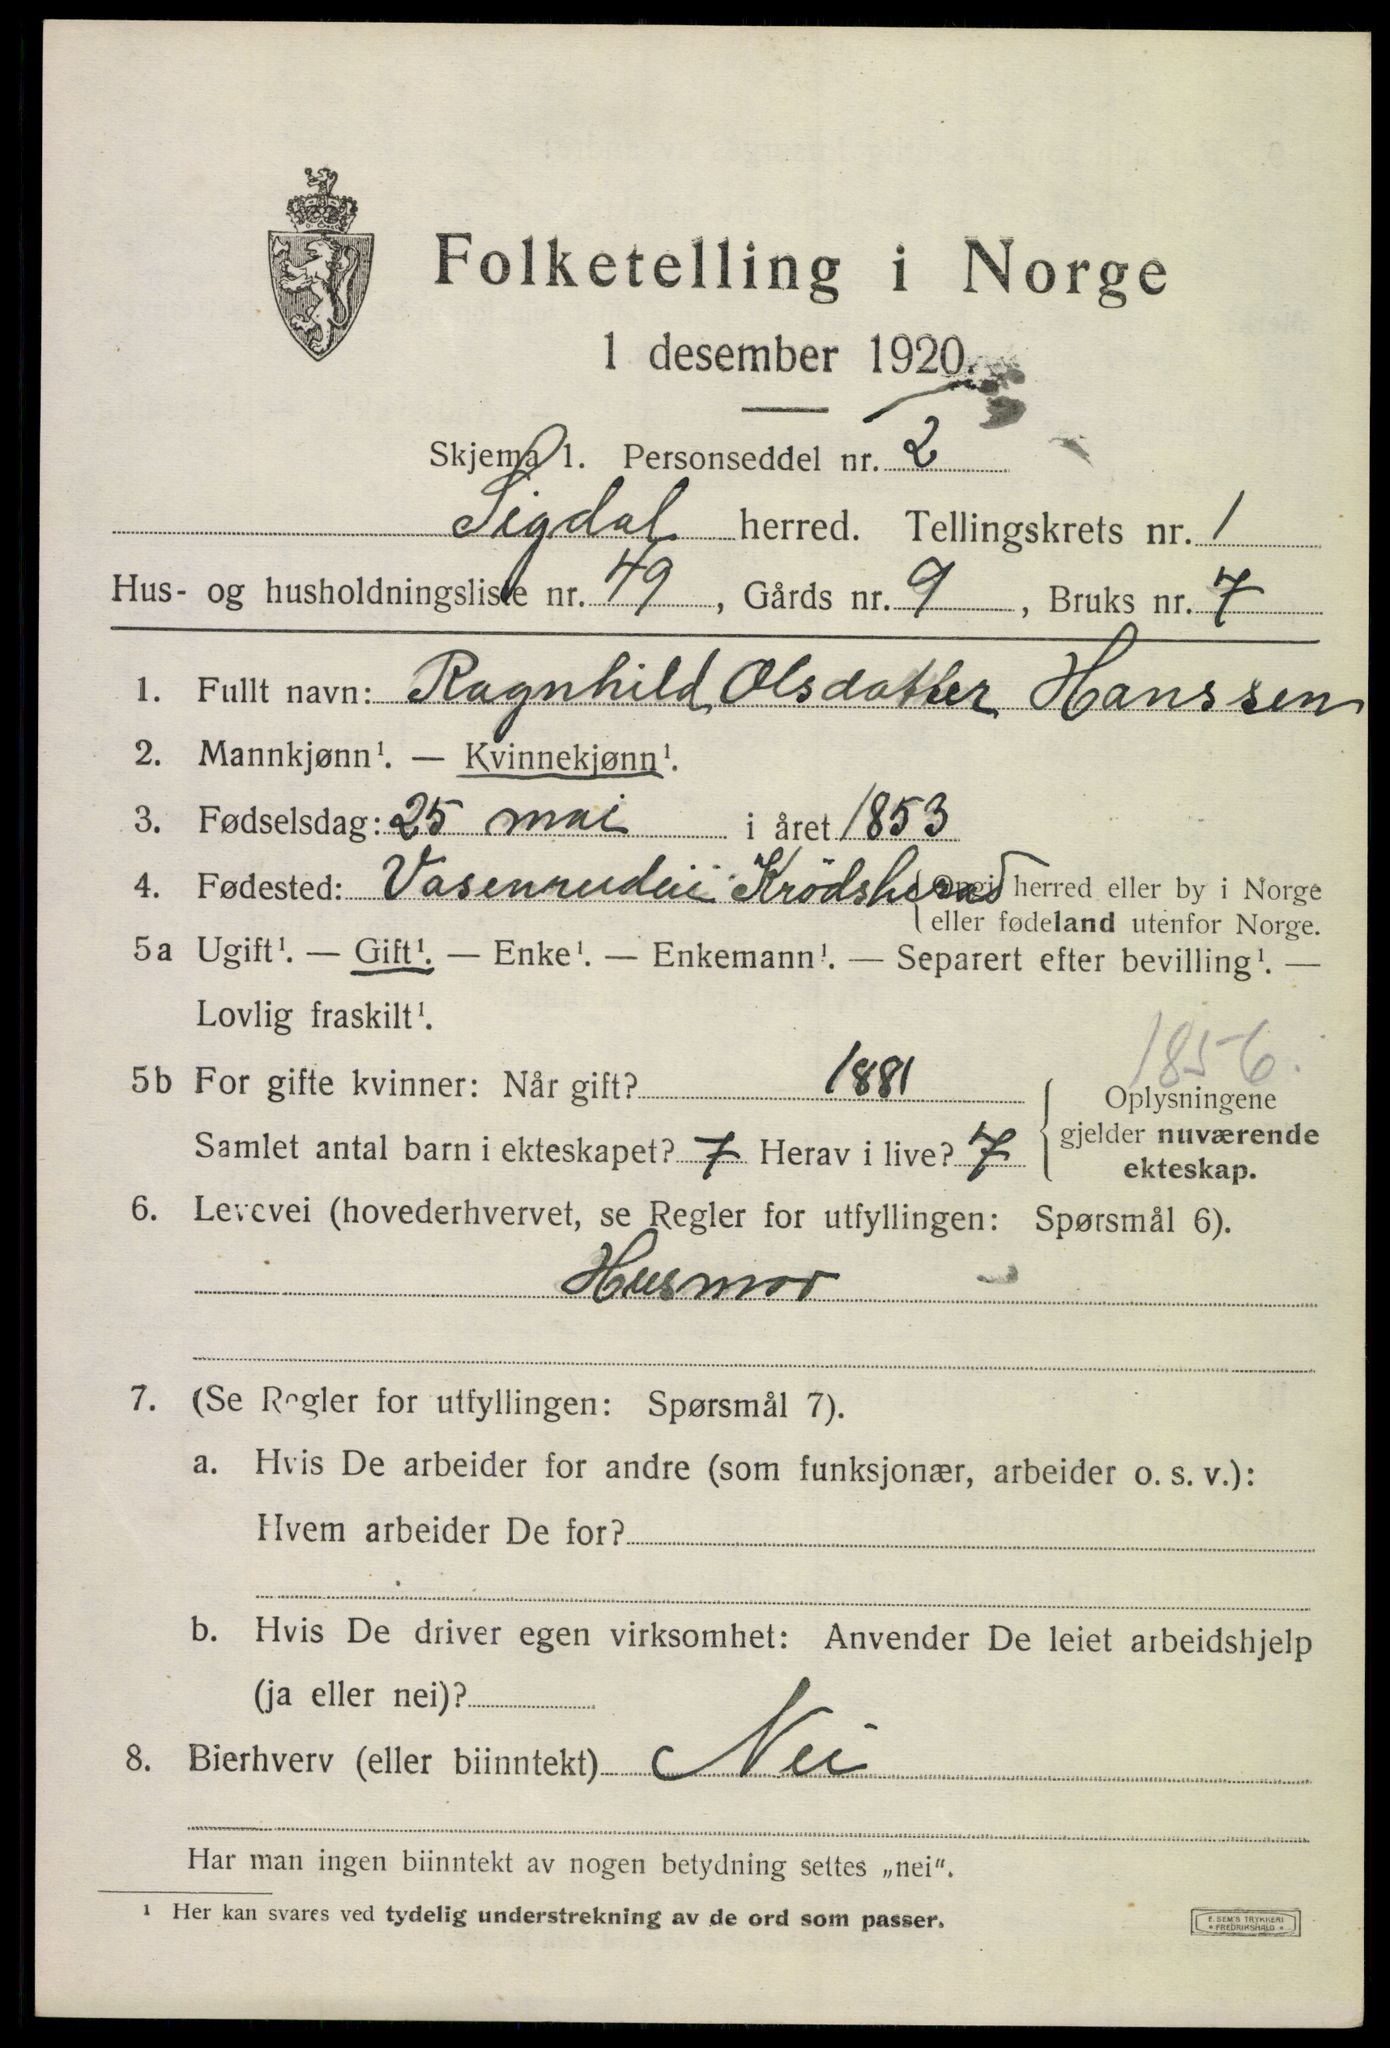 Folketelling i Norge
1 desember 1920.
Skjema 1. Personseddel nr. 2
Sigdal herred. Tellingskrets nr. 1
Hus- og husholdningsliste nr. 49, Gårds nr. 9, Bruks nr. 7
1. Fullt navn: Ragnhild Olsdatter Hanssen
2. Mannkjønn¹. — Kvinnekjønn¹.
3. Fødselsdag: 25 mai i året 1853
4. Fødested: Krödsherad (Opgi herred eller by i Norge
eller fødeland utenfor Norge.
5a Ugift¹. — Gift¹. — Enke¹. — Enkemann¹. — Separert efter bevilling¹. —
Lovlig fraskilt¹.
1856.
5b For gifte kvinner: Når gift? 1881
Samlet antal barn i ekteskapet? 7 Herav i live? 7
Oplysningene
gjelder nuværende
ekteskap.
6. Levevei (hovederhvervet, se Regler for utfyllingen: Spørsmål 6).
Husmor
7. (Se Regler for utfyllingen: Spørsmål 7).
a. Hvis De arbeider for andre (som funksjonær, arbeider o. s. v.):
Hvem arbeider De for?
b. Hvis De driver egen virksomhet: Anvender De leiet arbeidshjelp
(ja eller nei)?
8. Bierhverv (eller biinntekt) Nei
Har man ingen biinntekt av nogen betydning settes „nei“.
¹ Her kan svares ved tydelig understrekning av de ord som passer.
E. SEM'S TRYKKERI
* FREDRIKSHALD *